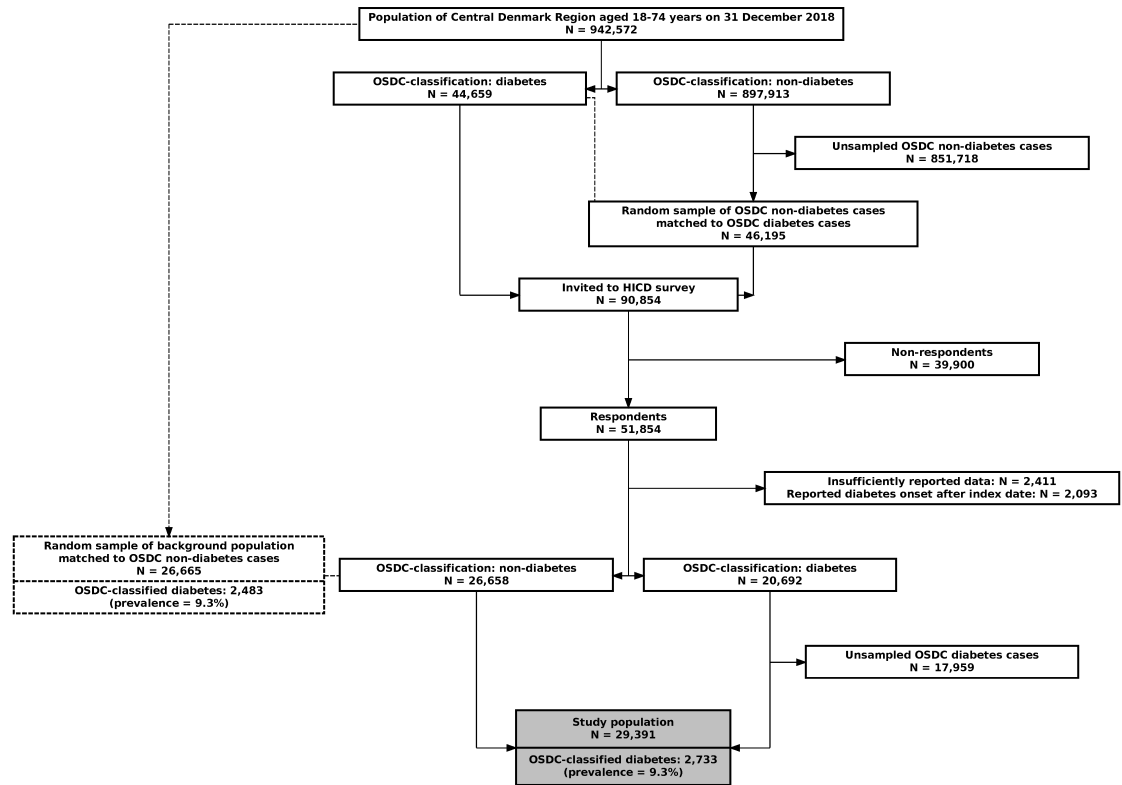 Population of Central Denmark Region aged 18-74 years on 31 December 2018
N = 942,572
OSDC-classification: diabetes
N = 44,659
OSDC-classification: non-diabetes
N = 897,913
Unsampled OSDC non-diabetes cases
N = 851,718
Random sample of OSDC non-diabetes cases
matched to OSDC diabetes cases
N = 46,195
Invited to HICD survey
N = 90,854
Non-respondents
N = 39,900
Respondents
N = 51,854
Insufficiently reported data: N = 2,411
Reported diabetes onset after index date: N = 2,093
Random sample of background population
matched to OSDC non-diabetes cases
N = 26,665
OSDC-classified diabetes: 2,483
(prevalence = 9.3%)
OSDC-classification: non-diabetes
N = 26,658
OSDC-classification: diabetes
N = 20,692
Unsampled OSDC diabetes cases
N = 17,959
Study population
N = 29,391
OSDC-classified diabetes: 2,733
(prevalence = 9.3%)